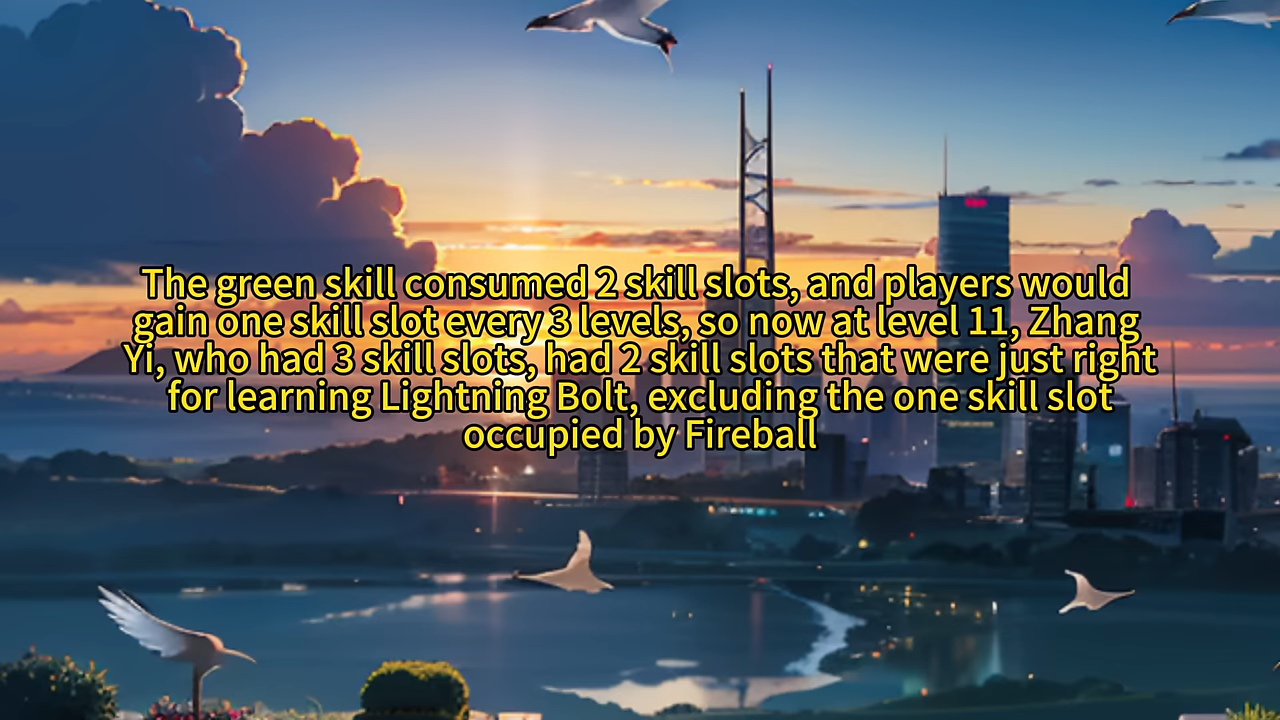 The green skill consumed 2 skill slots, and players would
gain one skill slot every 3 levels, so now at level 11, Zhang
Yi, who had 3 skill slots, had 2 skill slots that were just right
for learning Lightning Bolt, excluding the one skill slot
occupied by Fireball